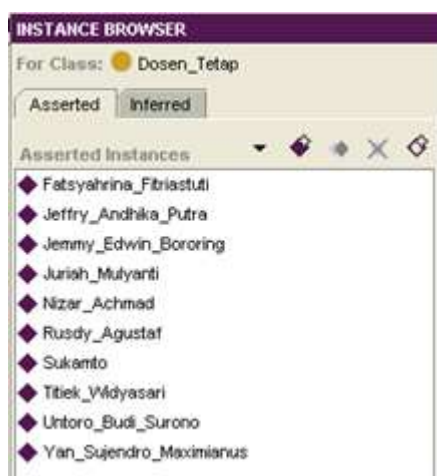 INSTANCE BROWSER
For Class: Dosen_Tetap
Asserted Inferred
Asserted Instances
Fatsyahrina_Fitriastuti
Jeffry_Andhika_Putra
Jemmy_Edwin_Bororing
Juriah_Mulyanti
Nizar_Achmad
Rusdy_Agustaf
Sukamto
Titiek_Widyasari
Untoro_Budi_Surono
Yan_Sujendro_Maximianus